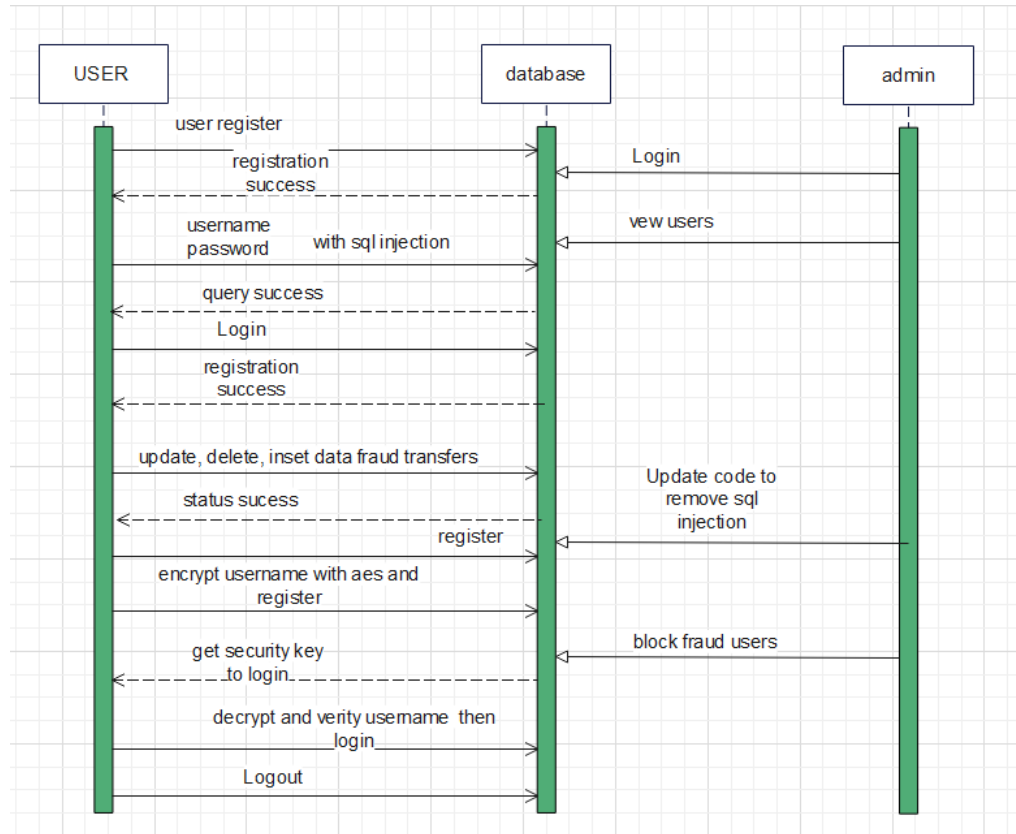 USER
database
admin
user register
registration
success
Login
username
password
with sql injection
vew users
query success
Login
registration
success
update, delete, inset data fraud transfers
status sucess
Update code to
remove sql
injection
register
encrypt username with aes and
register
get security key
to login
block fraud users
decrypt and verity username then
login
Logout